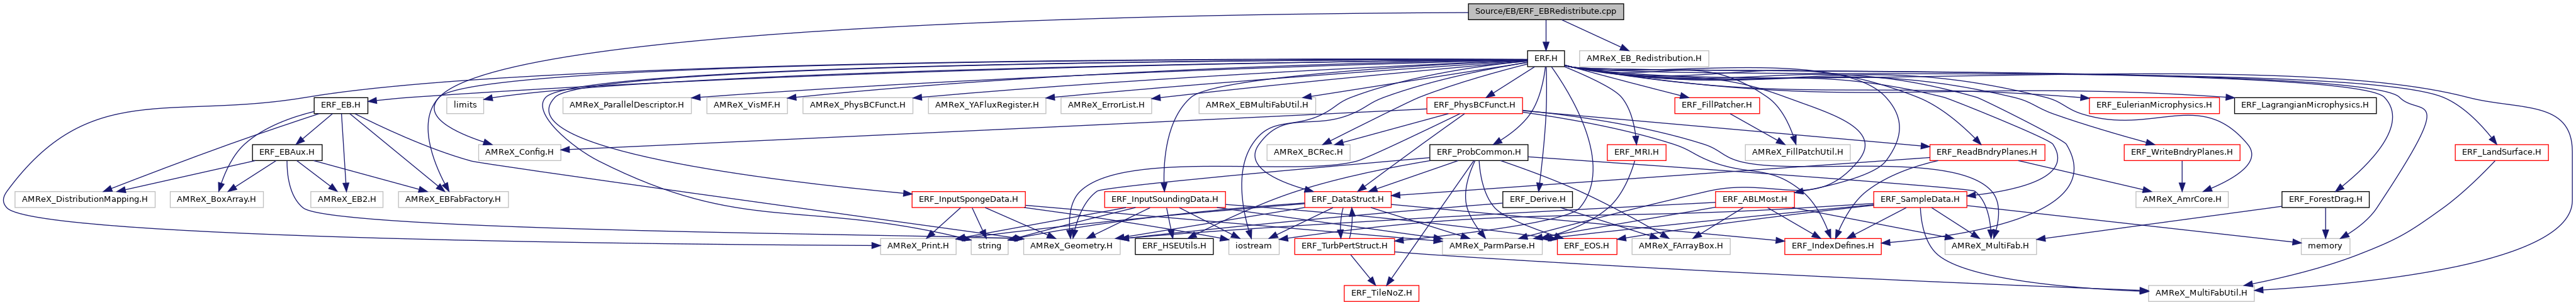 Source/EB/ERF_EBRedistribute.cpp
ERF.H
AMReX_EB_Redistribution.H
ERF_EB.H
limits
AMReX_ParallelDescriptor.H
AMReX_VisMF.H
AMReX_PhysBCFunct.H
AMReX_YAFluxRegister.H
AMReX_ErrorList.H
AMReX_EBMultiFabUtil.H
ERF_PhysBCFunct.H
ERF_FillPatcher.H
ERF_EulerianMicrophysics.H
ERF_LagrangianMicrophysics.H
ERF_EBAux.H
AMReX_Config.H
AMReX_BCRec.H
ERF_ProbCommon.H
ERF_MRI.H
AMReX_FillPatchUtil.H
ERF_ReadBndryPlanes.H
ERF_WriteBndryPlanes.H
ERF_LandSurface.H
AMReX_DistributionMapping.H
AMReX_BoxArray.H
AMReX_EB2.H
AMReX_EBFabFactory.H
ERF_InputSpongeData.H
ERF_InputSoundingData.H
ERF_DataStruct.H
ERF_Derive.H
ERF_ABLMost.H
ERF_SampleData.H
AMReX_AmrCore.H
ERF_ForestDrag.H
AMReX_Print.H
string
AMReX_Geometry.H
ERF_HSEUtils.H
iostream
ERF_TurbPertStruct.H
AMReX_ParmParse.H
ERF_EOS.H
AMReX_FArrayBox.H
ERF_IndexDefines.H
AMReX_MultiFab.H
memory
ERF_TileNoZ.H
AMReX_MultiFabUtil.H